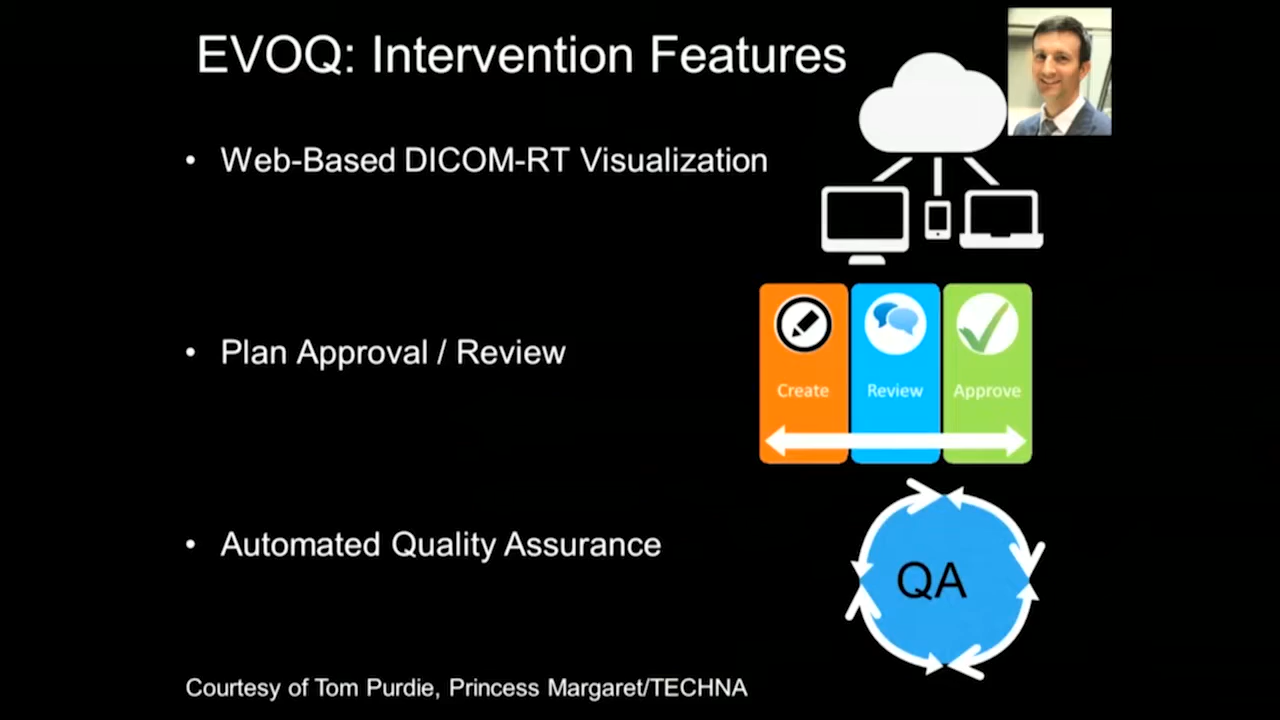 EVOQ: Intervention Features
• Web-Based DICOM-RT Visualization
• Plan Approval / Review
Create Review Approve
• Automated Quality Assurance
QA
Courtesy of Tom Purdie, Princess Margaret/TECHNA